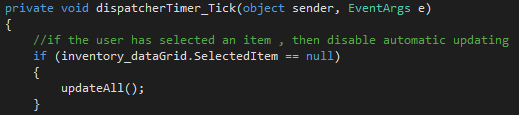 private void dispatcherTimer_Tick(object sender, EventArgs e)
{
    //if the user has selected an item , then disable automatic updating
    if (inventory_dataGrid.SelectedItem == null)
    {
        updateAll();
    }